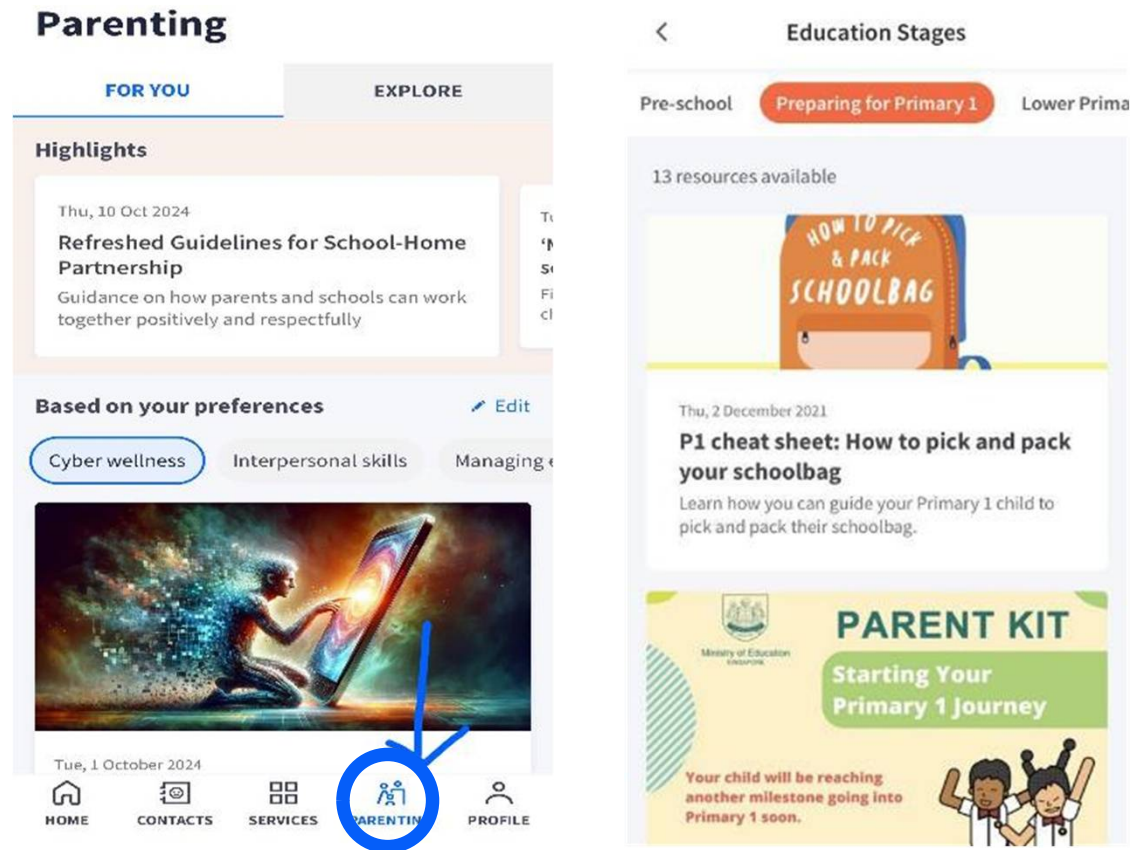 Parenting
FOR YOU
EXPLORE
Highlights
Thu, 10 Oct 2024
Refreshed Guidelines for School-Home
Partnership
Guidance on how parents and schools can work
together positively and respectfully
Based on your preferences
Edit
Cyber wellness
Interpersonal skills
Managing
Tue, 1 October 2024
HOME
CONTACTS
SERVICES
PARENTIN
PROFILE
Education Stages
Pre-school
Preparing for Primary 1
Lower Prima
13 resources available
HOW TO PICK
& PACK
SCHOOLBAG
Thu, 2 December 2021
P1 cheat sheet: How to pick and pack
your schoolbag
Learn how you can guide your Primary 1 child to
pick and pack their schoolbag.
Ministry of Education
SINGAPORE
PARENT KIT
Starting Your
Primary 1 Journey
Your child will be reaching
another milestone going into
Primary 1 soon.